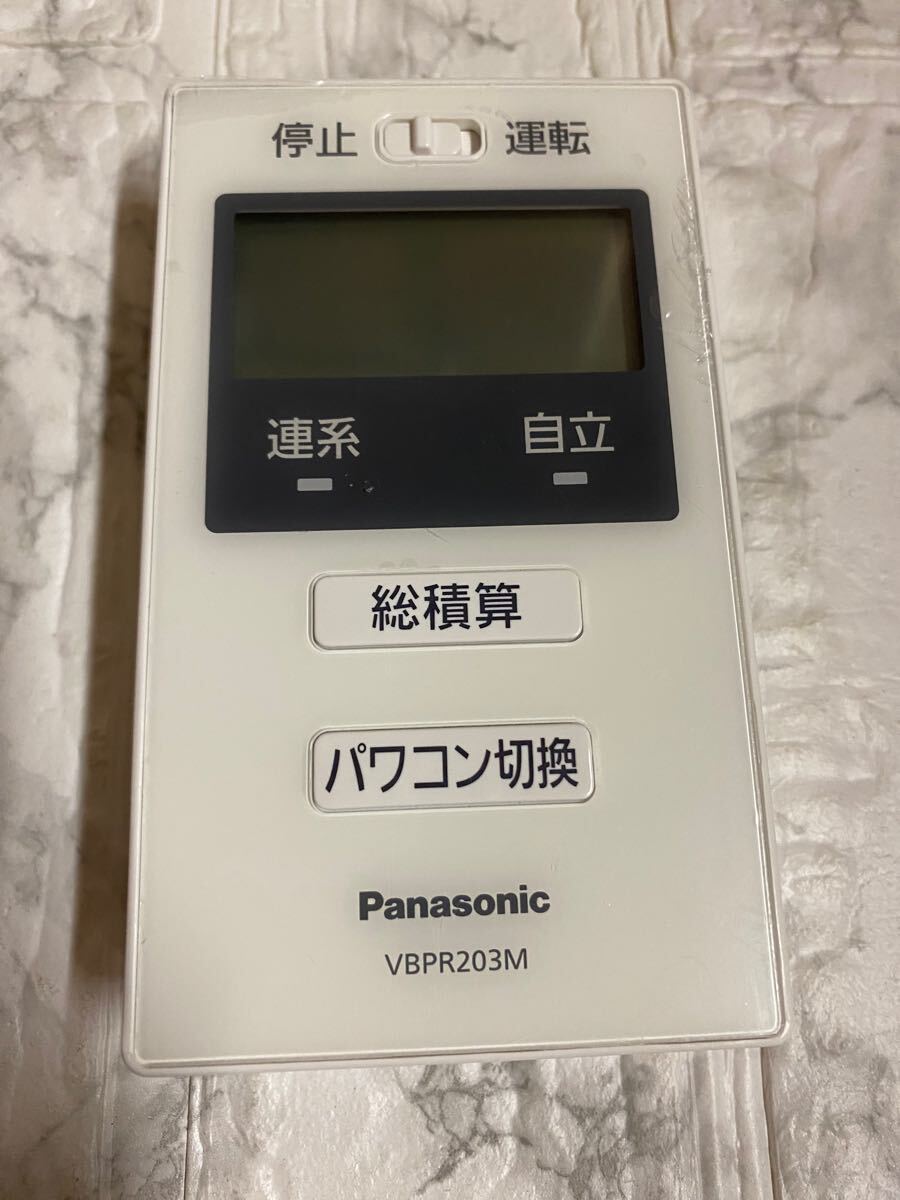 停止 運転
連系 自立
総積算
パワコン切換
Panasonic
VBPR203M